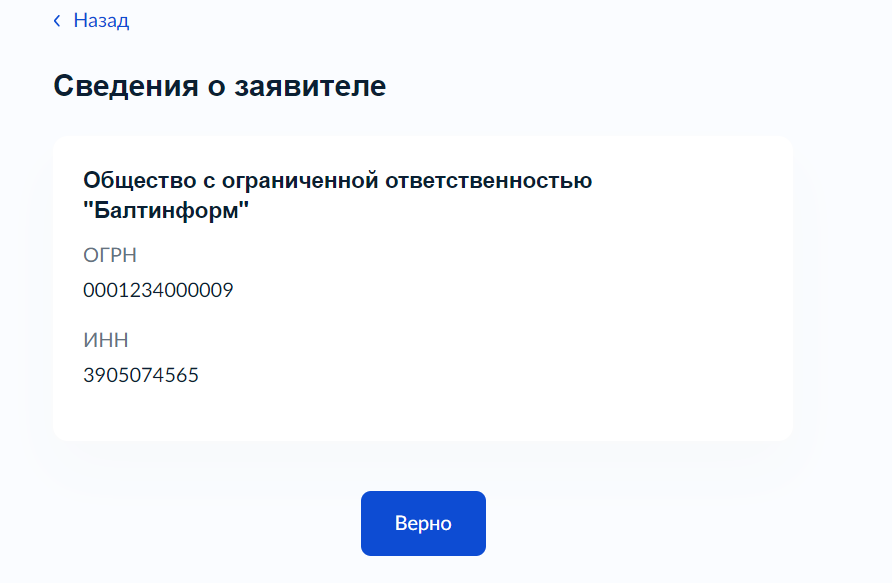 Назад
Сведения о заявителе
Общество с ограниченной ответственностью
"Балтинформ"
ОГРН
0001234000009
ИНН
3905074565
Верно